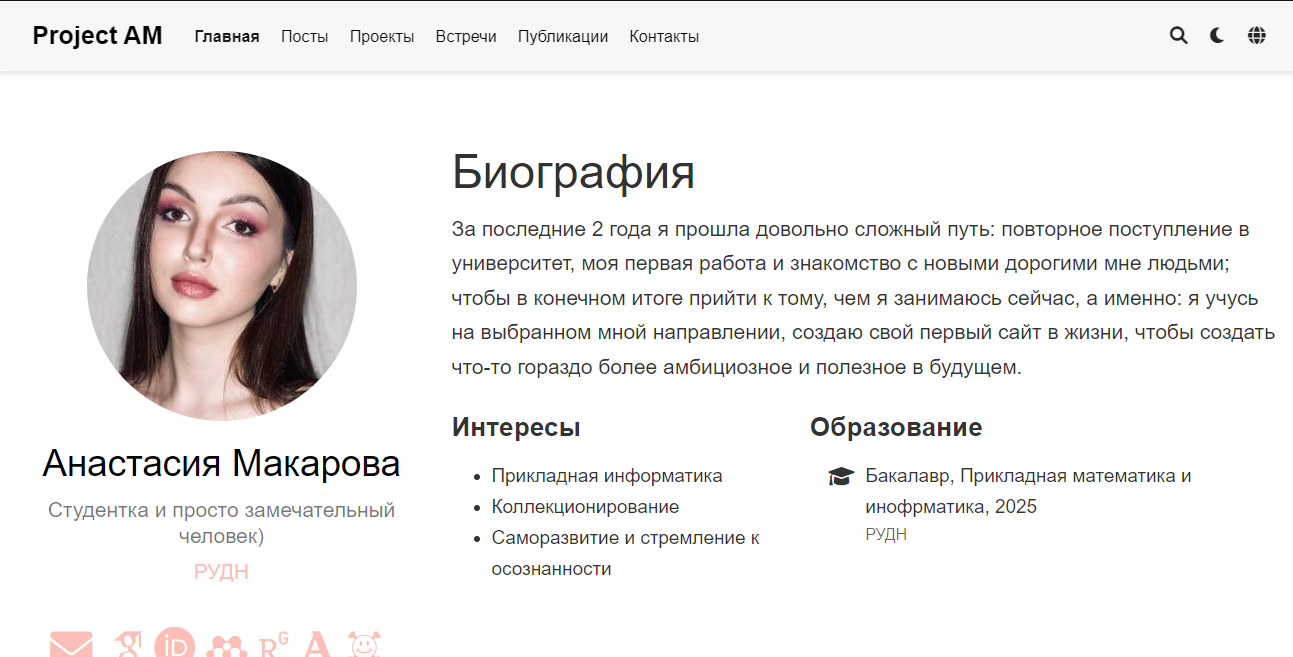 Project AM Главная Посты Проекты Встречи Публикации Контакты
Биография
За последние 2 года я прошла довольно сложный путь: повторное поступление в
университет, моя первая работа и знакомство с новыми дорогими мне людьми;
чтобы в конечном итоге прийти к тому, чем я занимаюсь сейчас, а именно: я учусь
на выбранном мной направлении, создаю свой первый сайт в жизни, чтобы создать
что-то гораздо более амбициозное и полезное в будущем.
Анастасия Макарова
Студентка и просто замечательный
человек)
РУДН
Интересы
Прикладная информатика
Коллекционирование
Саморазвитие и стремление к
осознанности
Образование
Бакалавр, Прикладная математика и
инофрматика, 2025
РУДН
iD RG A